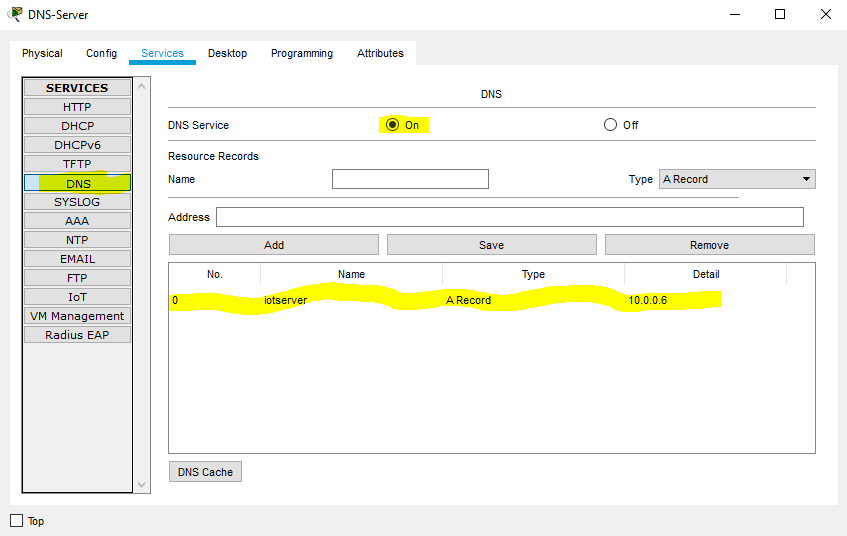 DNS-Server
Physical Config Services Desktop Programming Attributes
SERVICES
HTTP
DHCP
DHCPv6
TFTP
DNS
SYSLOG
AAA
NTP
EMAIL
FTP
IoT
VM Management
Radius EAP
DNS
DNS Service On Off
Resource Records
Name Type A Record
Address
Add Save Remove
No. Name Type Detail
0 iotserver A Record 10.0.0.6
DNS Cache
Top